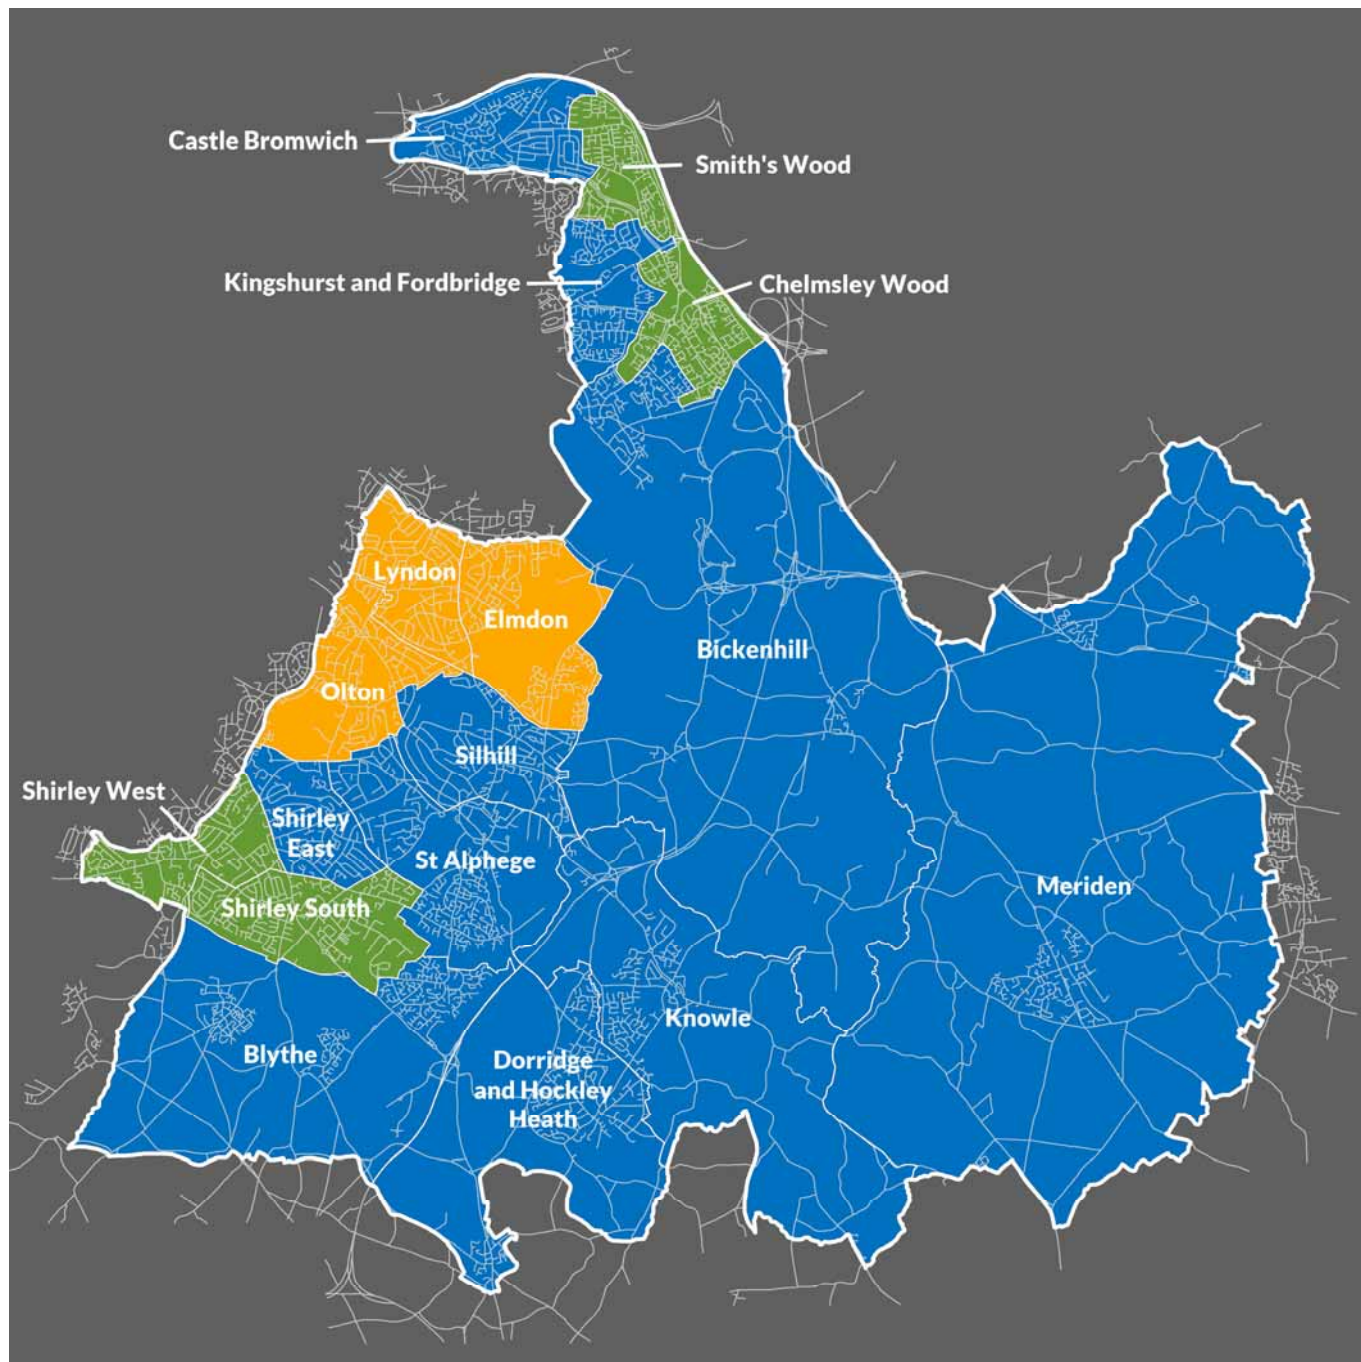 Castle Bromwich
Smith's Wood
Kingshurst and Fordbridge
Chelmsley Wood
Lyndon
Elmdon
Bickenhill
Olton
Silhill
Shirley West
Shirley
East
St Alphege
Meriden
Shirley South
Knowle
Blythe
Dorridge
and Hockley
Heath